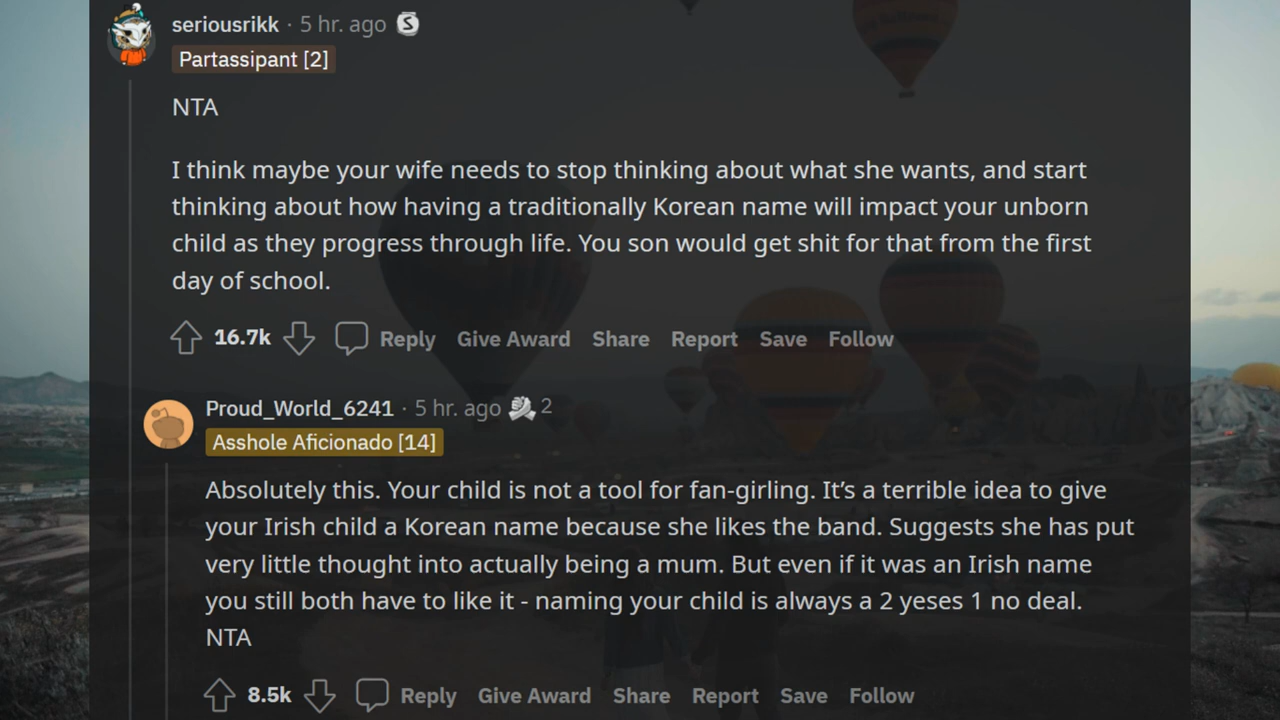 seriousrikk · 5 hr. ago
Partassipant [2]
NTA
I think maybe your wife needs to stop thinking about what she wants, and start
thinking about how having a traditionally Korean name will impact your unborn
child as they progress through life. You son would get shit for that from the first
day of school.
16.7k Reply Give Award Share Report Save Follow
Proud_World_6241 · 5 hr. ago 2
Asshole Aficionado [14]
Absolutely this. Your child is not a tool for fan-girling. It’s a terrible idea to give
your Irish child a Korean name because she likes the band. Suggests she has put
very little thought into actually being a mum. But even if it was an Irish name
you still both have to like it - naming your child is always a 2 yeses 1 no deal.
NTA
8.5k Reply Give Award Share Report Save Follow